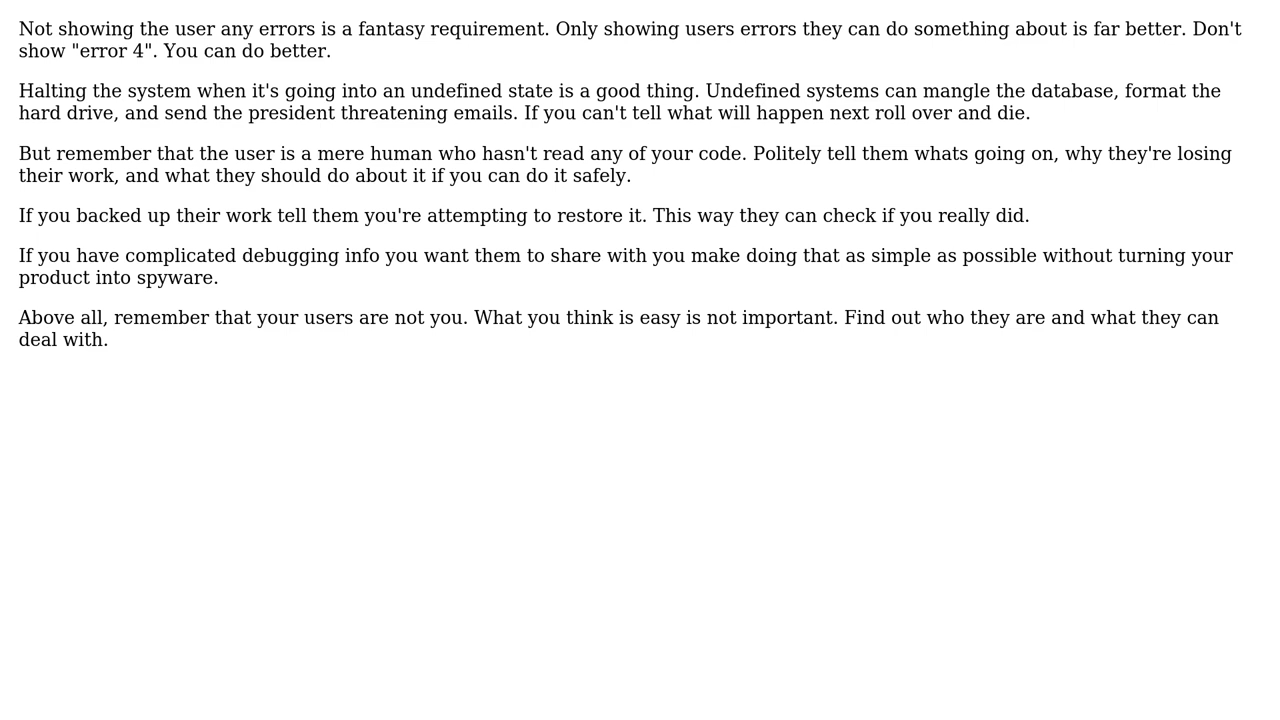 Not showing the user any errors is a fantasy requirement. Only showing users errors they can do something about is far better. Don't
show "error 4". You can do better.
Halting the system when it's going into an undefined state is a good thing. Undefined systems can mangle the database, format the
hard drive, and send the president threatening emails. If you can't tell what will happen next roll over and die.
But remember that the user is a mere human who hasn't read any of your code. Politely tell them whats going on, why they're losing
their work, and what they should do about it if you can do it safely.
If you backed up their work tell them you're attempting to restore it. This way they can check if you really did.
If you have complicated debugging info you want them to share with you make doing that as simple as possible without turning your
product into spyware.
Above all, remember that your users are not you. What you think is easy is not important. Find out who they are and what they can
deal with.